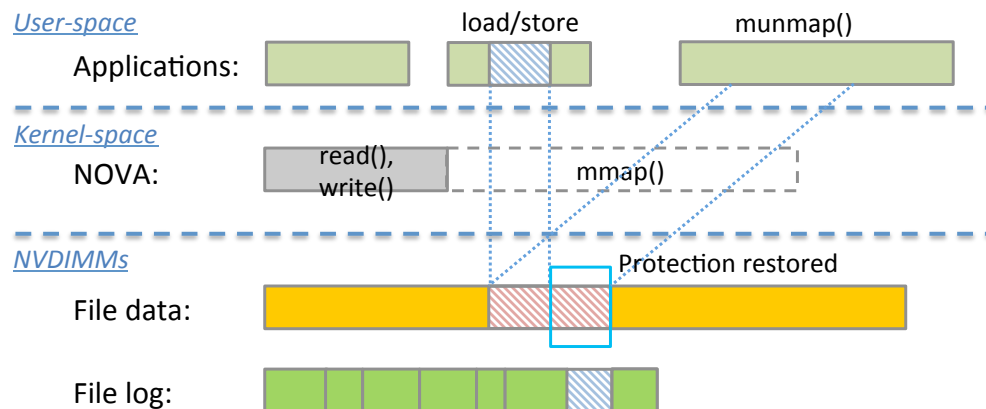 User-space
load/store
munmap()
Applications:
Kernel-space
NOVA:
read(),
write()
mmap()
NVDIMMs
Protection restored
File data:
File log: